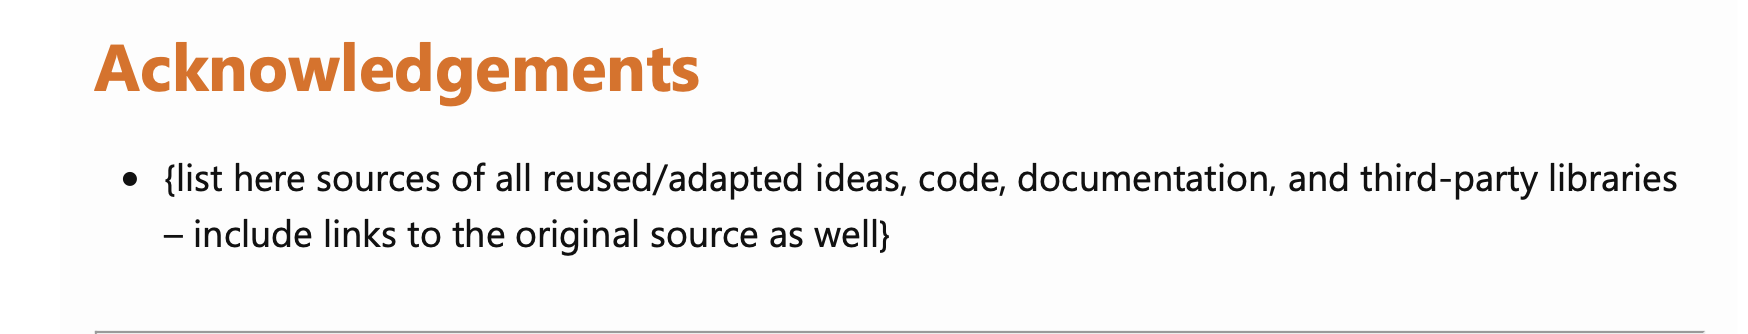 Acknowledgements
• {list here sources of all reused/adapted ideas, code, documentation, and third-party libraries
– include links to the original source as well}